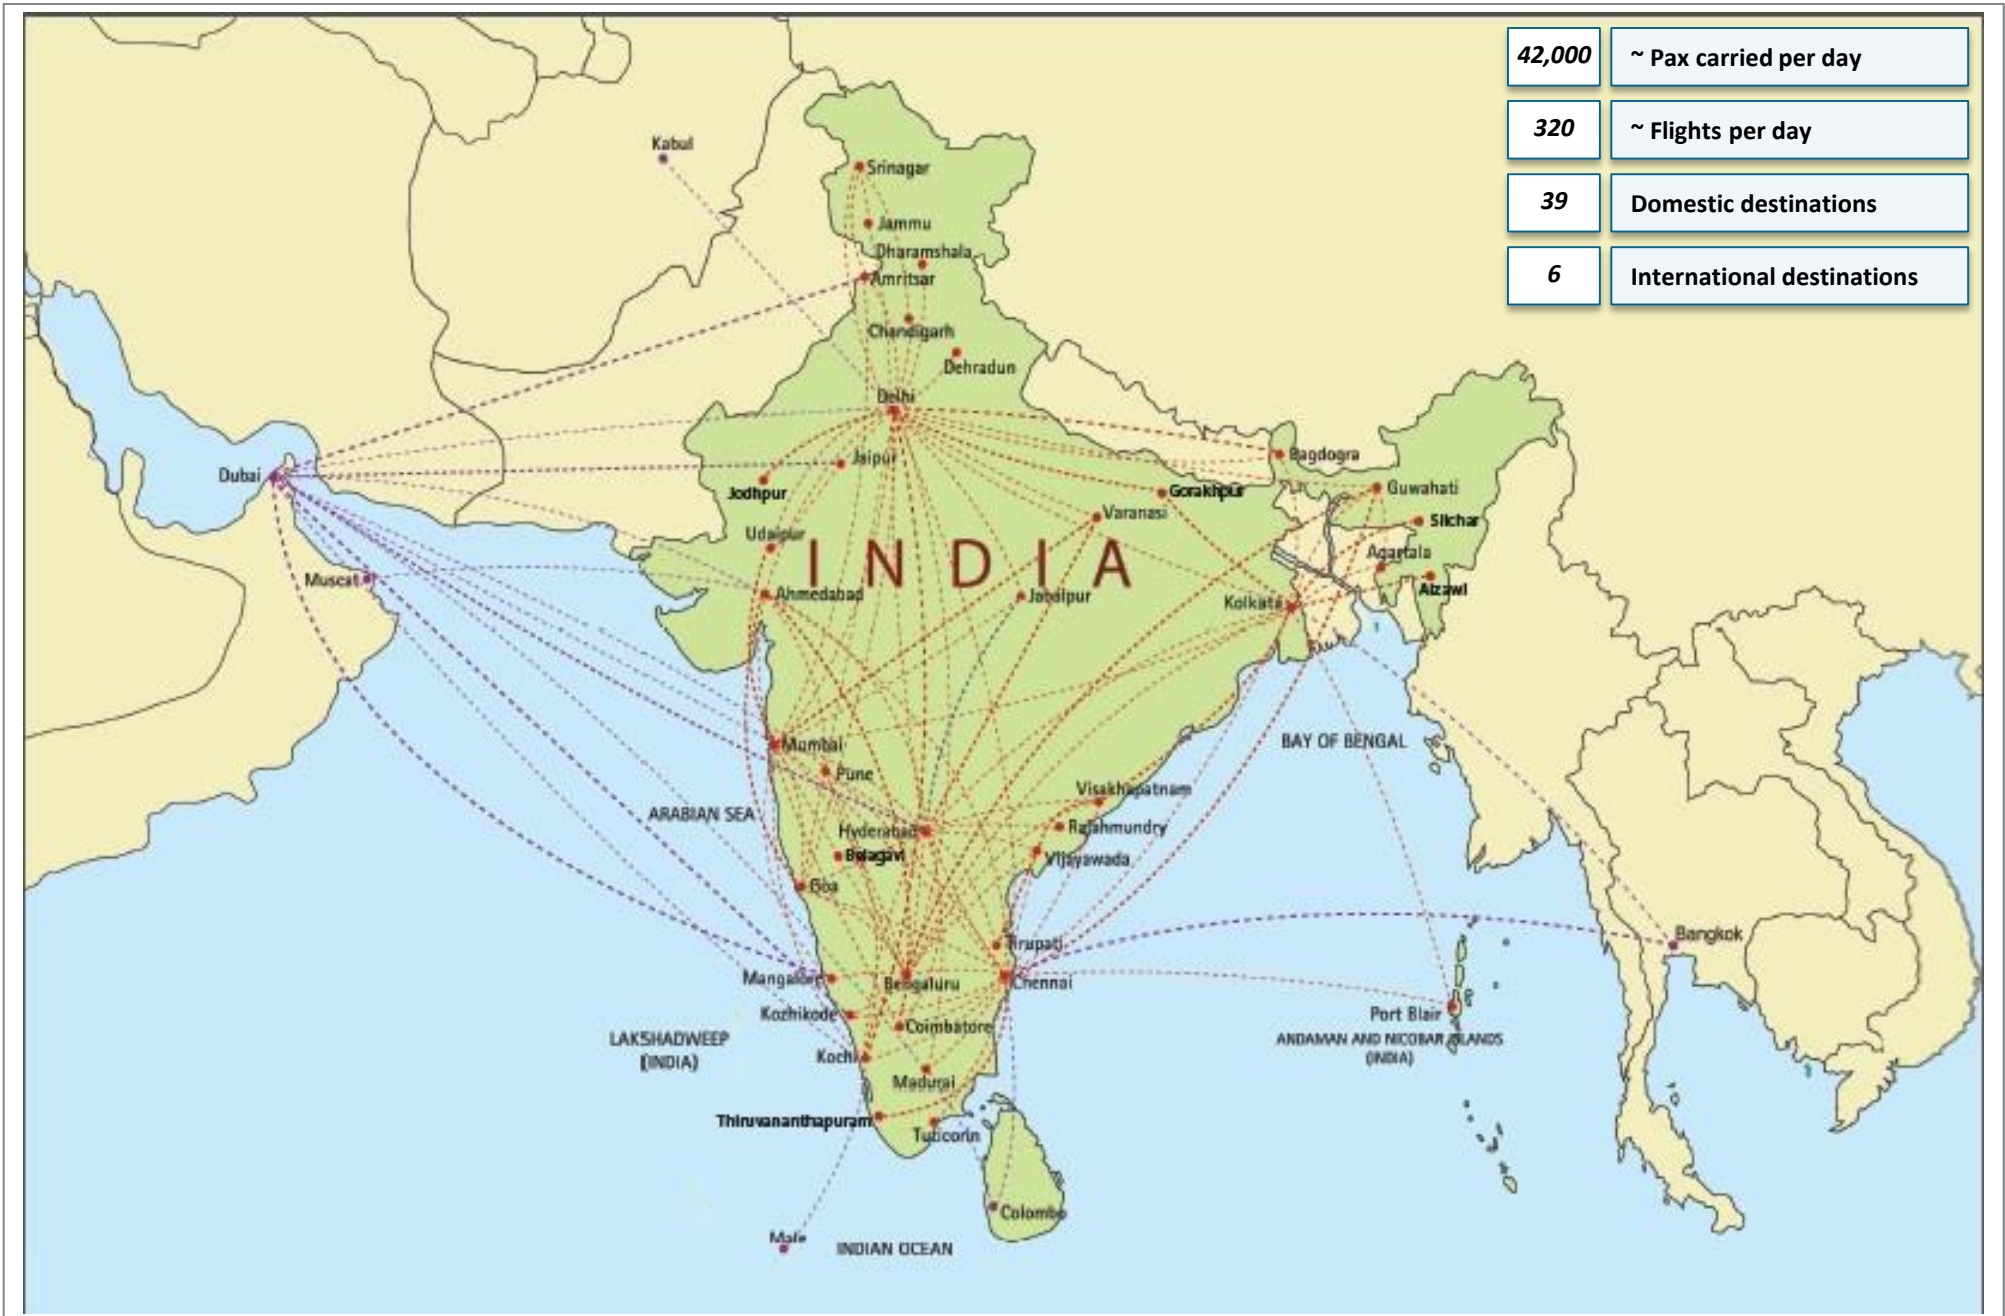 42,000
~ Pax carried per day
320
~ Flights per day
39
Domestic destinations
6
International destinations
Kabul
Srinagar
Jammu
Dharamshala
Amritsar
Chandigarh
Dehradun
Delhi
Jaipur
Bagdogra
Dubai
Jodhpur
Gorakhpur
Guwahati
Varanasi
Silchar
Udaipur
Agartala
INDIA
Muscat
Ahmedabad
Jabalpur
Kolkata
Aizawl
Mumbai
BAY OF BENGAL
Pune
Visakhapatnam
ARABIAN SEA
Hyderabad
Rajahmundry
Belagavi
Vijayawada
Goa
Bangkok
Tirupati
Mangalore
Bengaluru
Chennai
Kozhikode
Port Blair
Coimbatore
LAKSHADWEEP
(INDIA)
ANDAMAN AND NICOBAR ISLANDS
(INDIA)
Kochi
Madurai
Thiruvananthapuram
Tuticorin
Colombo
Male
INDIAN OCEAN